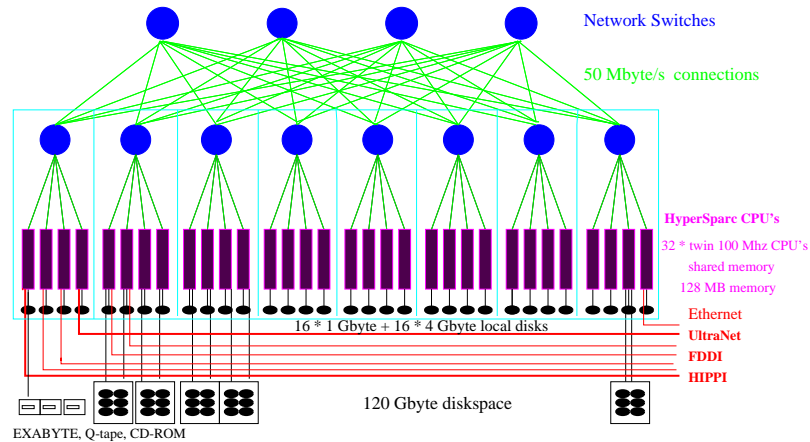 Network Switches
50 Mbyte/s connections
HyperSparc CPU's
32 * twin 100 Mhz CPU's
shared memory
128 MB memory
Ethernet
16 * 1 Gbyte + 16 * 4 Gbyte local disks
UltraNet
FDDI
HIPPI
120 Gbyte diskspace
EXABYTE, Q-tape, CD-ROM